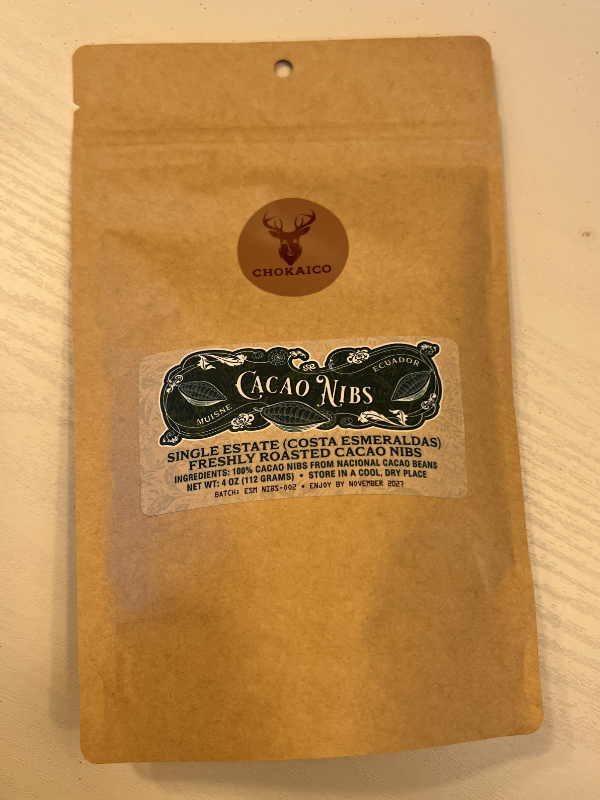 CHOKAICO
CACAO NIBS
MUISNE
ECUADOR
SINGLE ESTATE (COSTA ESMERALDAS)
FRESHLY ROASTED CACAO NIBS
INGREDIENTS: 100% CACAO NIBS FROM NACIONAL CACAO BEANS
NET WT: 4 OZ (112 GRAMS) • STORE IN A COOL, DRY PLACE
BATCH: ESM NIBS-002 • ENJOY BY NOVEMBER 2027